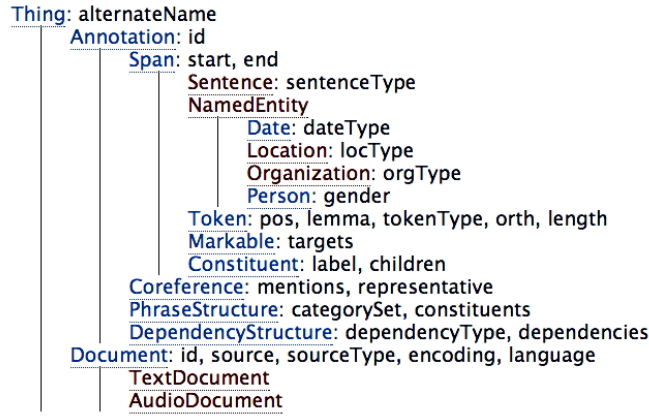 Thing: alternateName
Annotation: id
Span: start, end
Sentence: sentenceType
NamedEntity
Date: dateType
Location: locType
Organization: orgType
Person: gender
Token: pos, lemma, tokenType, orth, length
Markable: targets
Constituent: label, children
Coreference: mentions, representative
PhraseStructure: categorySet, constituents
DependencyStructure: dependencyType, dependencies
Document: id, source, sourceType, encoding, language
TextDocument
AudioDocument